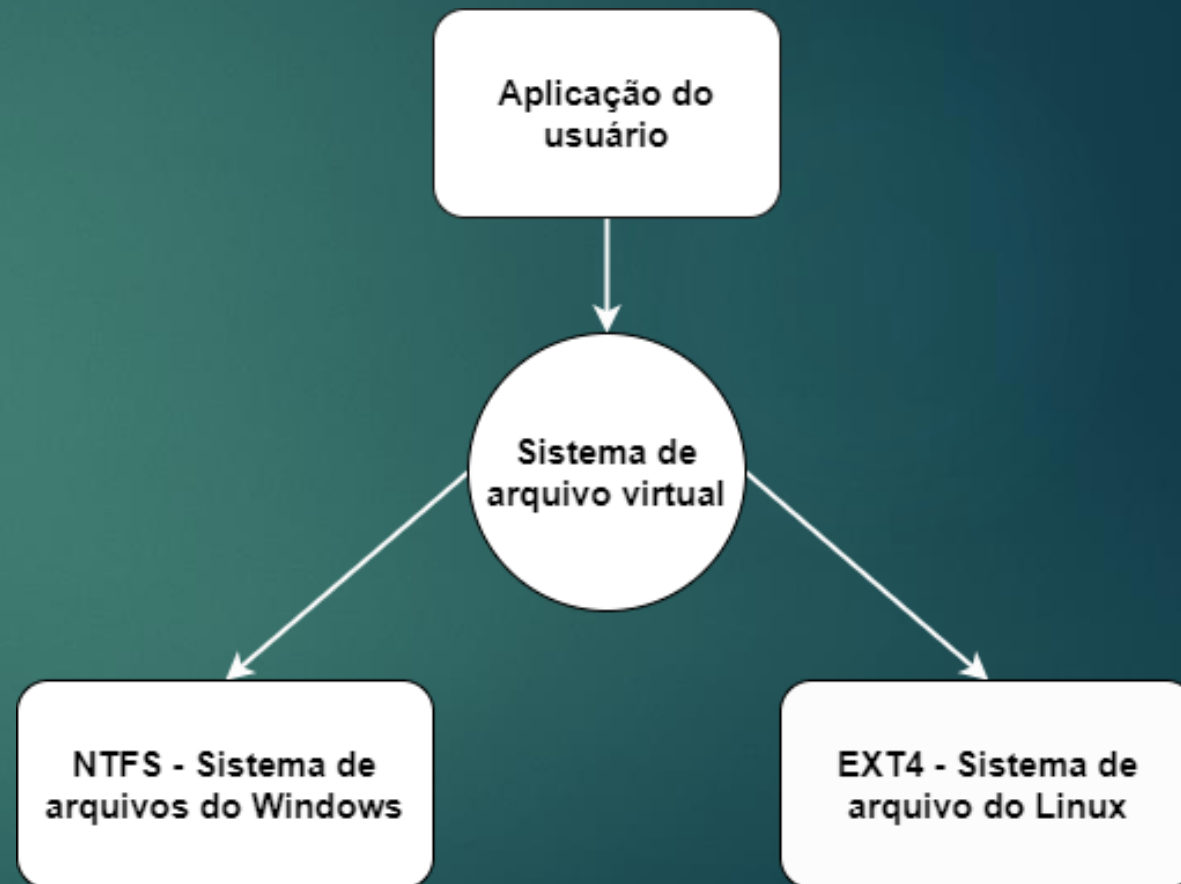 Aplicação do
usuário
Sistema de
arquivo virtual
NTFS - Sistema de
arquivos do Windows
EXT4 - Sistema de
arquivo do Linux